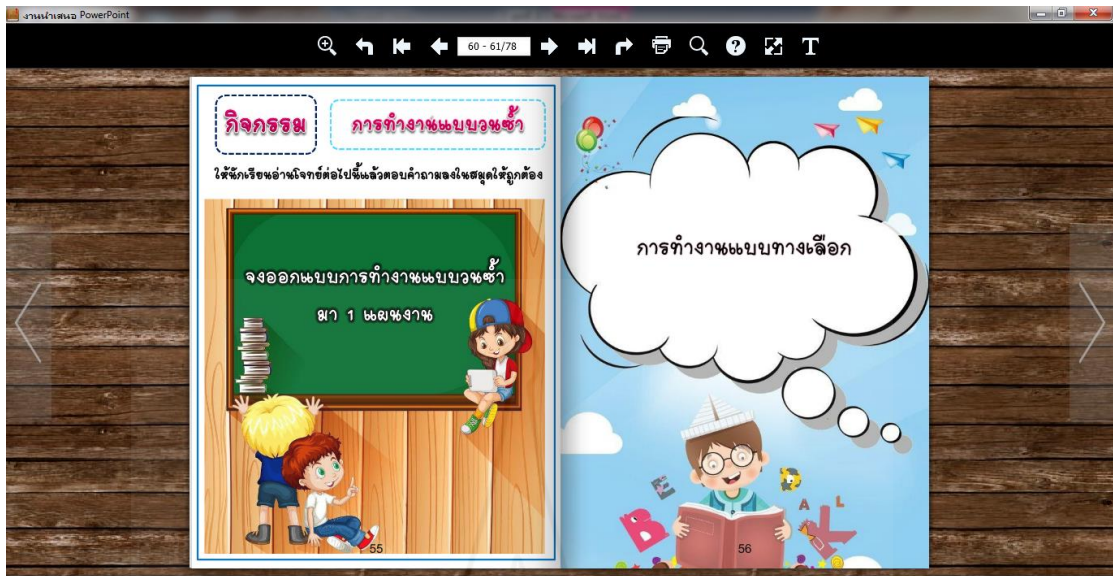 งานนำเสนอ PowerPoint
60 - 61/78
กิจกรรม
การทำงานแบบวนซ้ำ
ให้นักเรียนอ่านโจทย์ต่อไปนี้แล้วตอบคำถามลงในสมุดให้ถูกต้อง
จงออกแบบการทำงานแบบวนซ้ำ
มา 1 แผนงาน
55
การทำงานแบบทางเลือก
E
A
L
B
56